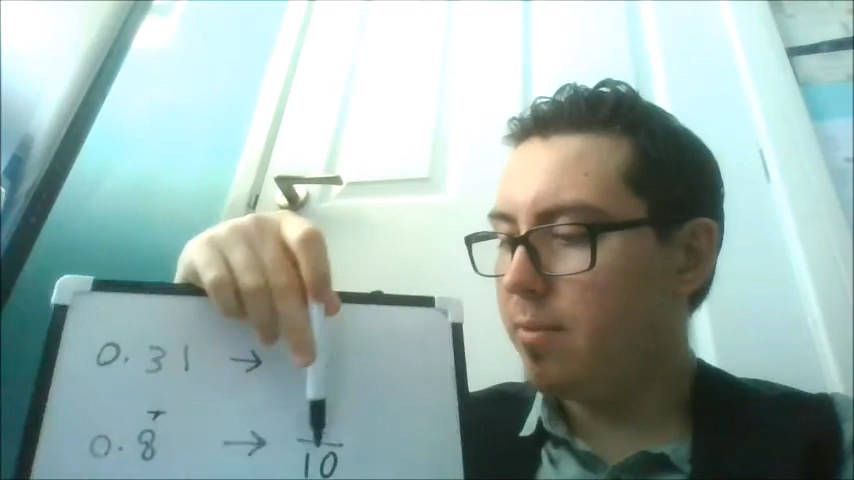 0.31 →
0.8 → —
10